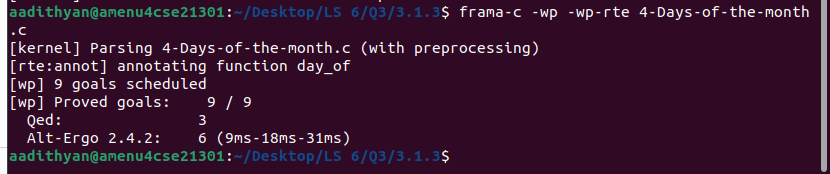 aadithyan@amenu4cse21301:~/Desktop/LS 6/Q3/3.1.3$ frama-c -wp -wp-rte 4-Days-of-the-month
.c
[kernel] Parsing 4-Days-of-the-month.c (with preprocessing)
[rte:annot] annotating function day_of
[wp] 9 goals scheduled
[wp] Proved goals:    9 / 9
  Qed:             3
  Alt-Ergo 2.4.2:  6 (9ms-18ms-31ms)
aadithyan@amenu4cse21301:~/Desktop/LS 6/Q3/3.1.3$